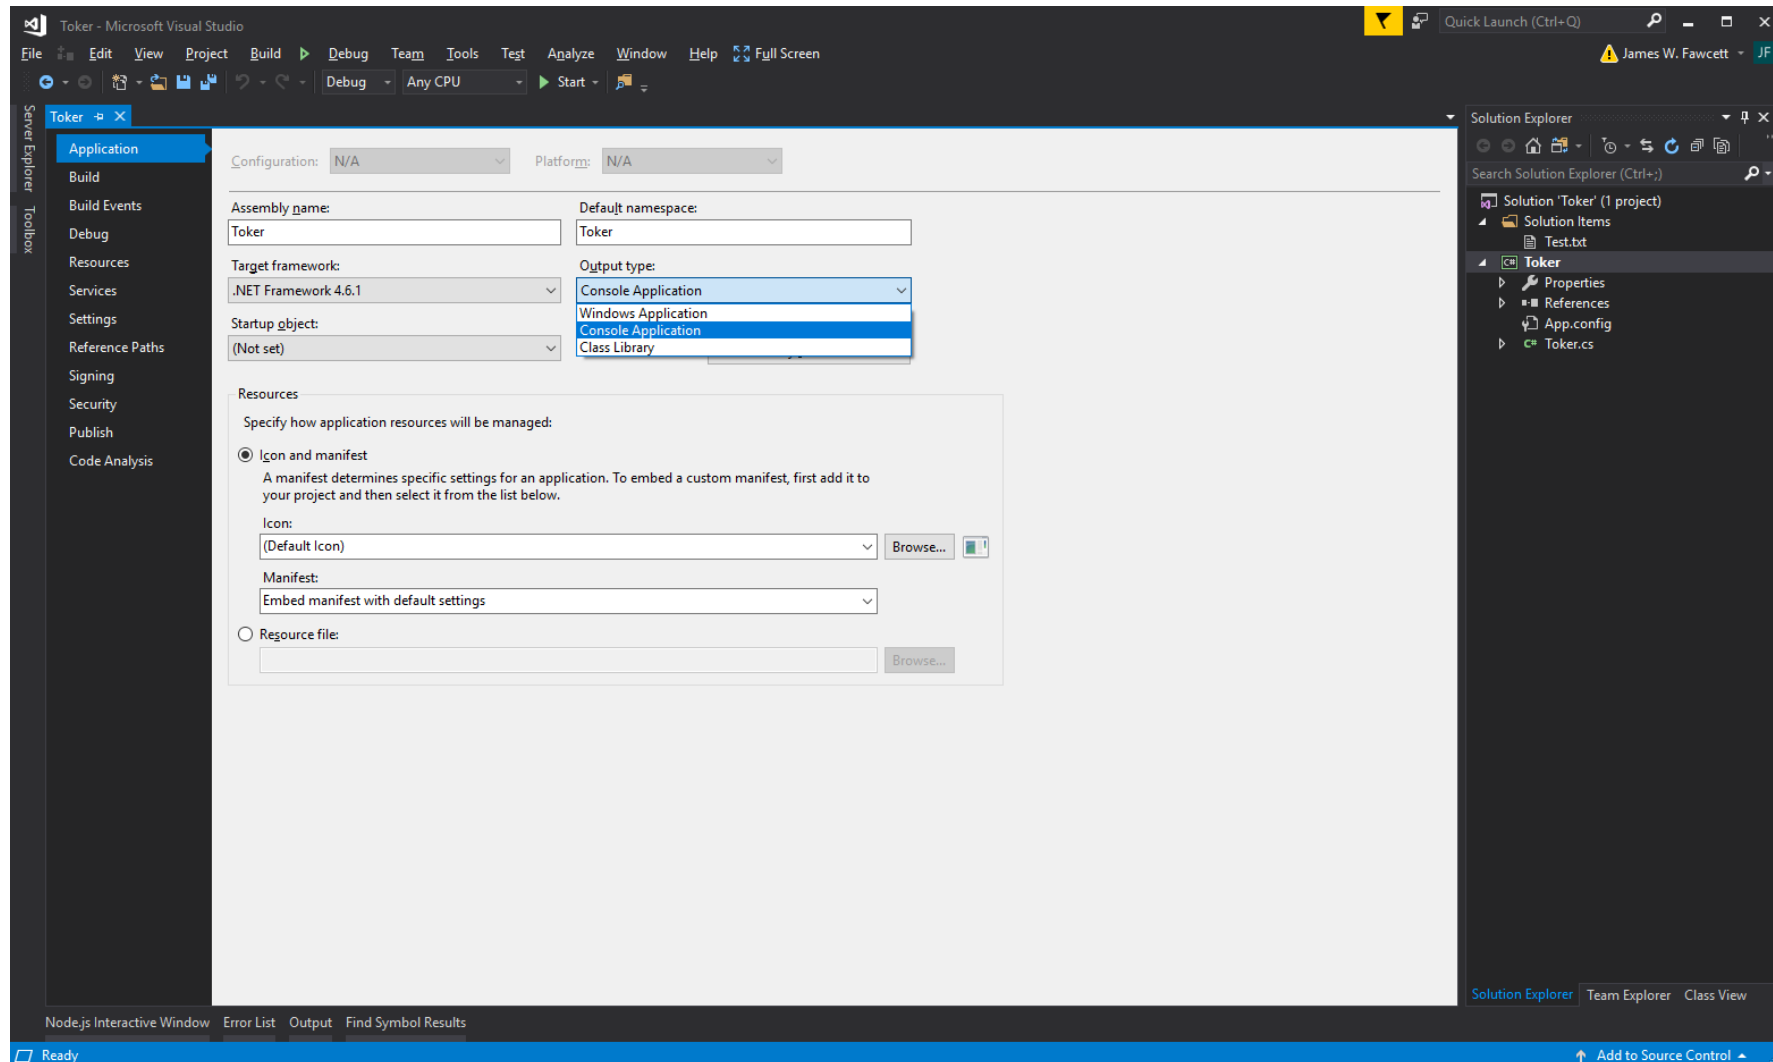 Toker - Microsoft Visual Studio
Quick Launch (Ctrl+Q)
File Edit View Project Build Debug Team Tools Test Analyze Window Help Full Screen
James W. Fawcett JF
Debug Any CPU Start
Server Explorer
Toolbox
Toker
Application
Build
Build Events
Debug
Resources
Services
Settings
Reference Paths
Signing
Security
Publish
Code Analysis
Configuration: N/A Platform: N/A
Assembly name: Default namespace:
Toker Toker
Target framework: Output type:
.NET Framework 4.6.1 Console Application
Windows Application
Startup object: Console Application
(Not set) Class Library
Resources
Specify how application resources will be managed:
Icon and manifest
A manifest determines specific settings for an application. To embed a custom manifest, first add it to
your project and then select it from the list below.
Icon:
(Default Icon) Browse...
Manifest:
Embed manifest with default settings
Resource file:
Browse...
Solution Explorer
Search Solution Explorer (Ctrl+;)
Solution 'Toker' (1 project)
Solution Items
Test.txt
C# Toker
Properties
References
App.config
C# Toker.cs
Solution Explorer Team Explorer Class View
Node.js Interactive Window Error List Output Find Symbol Results
Ready
Add to Source Control